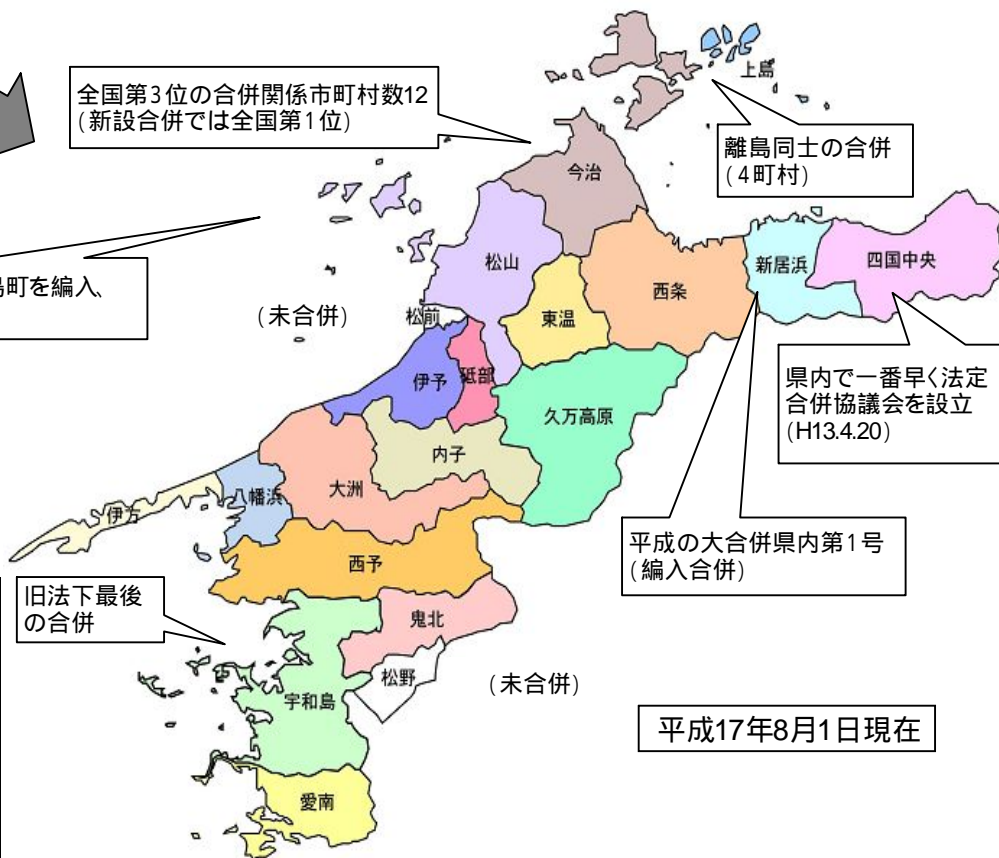 全国第3位の合併関係市町村数12
(新設合併では全国第1位)
上島
離島同士の合併
(4町村)
今治
松山
西条
新居浜
四国中央
島町を編入、
(未合併)
松前
東温
伊予
砥部
久万高原
県内で一番早く法定
合併協議会を設立
(H13.4.20)
内子
大洲
八幡浜
伊方
平成の大合併県内第1号
(編入合併)
西予
旧法下最後
の合併
鬼北
松野
(未合併)
宇和島
平成17年8月1日現在
愛南